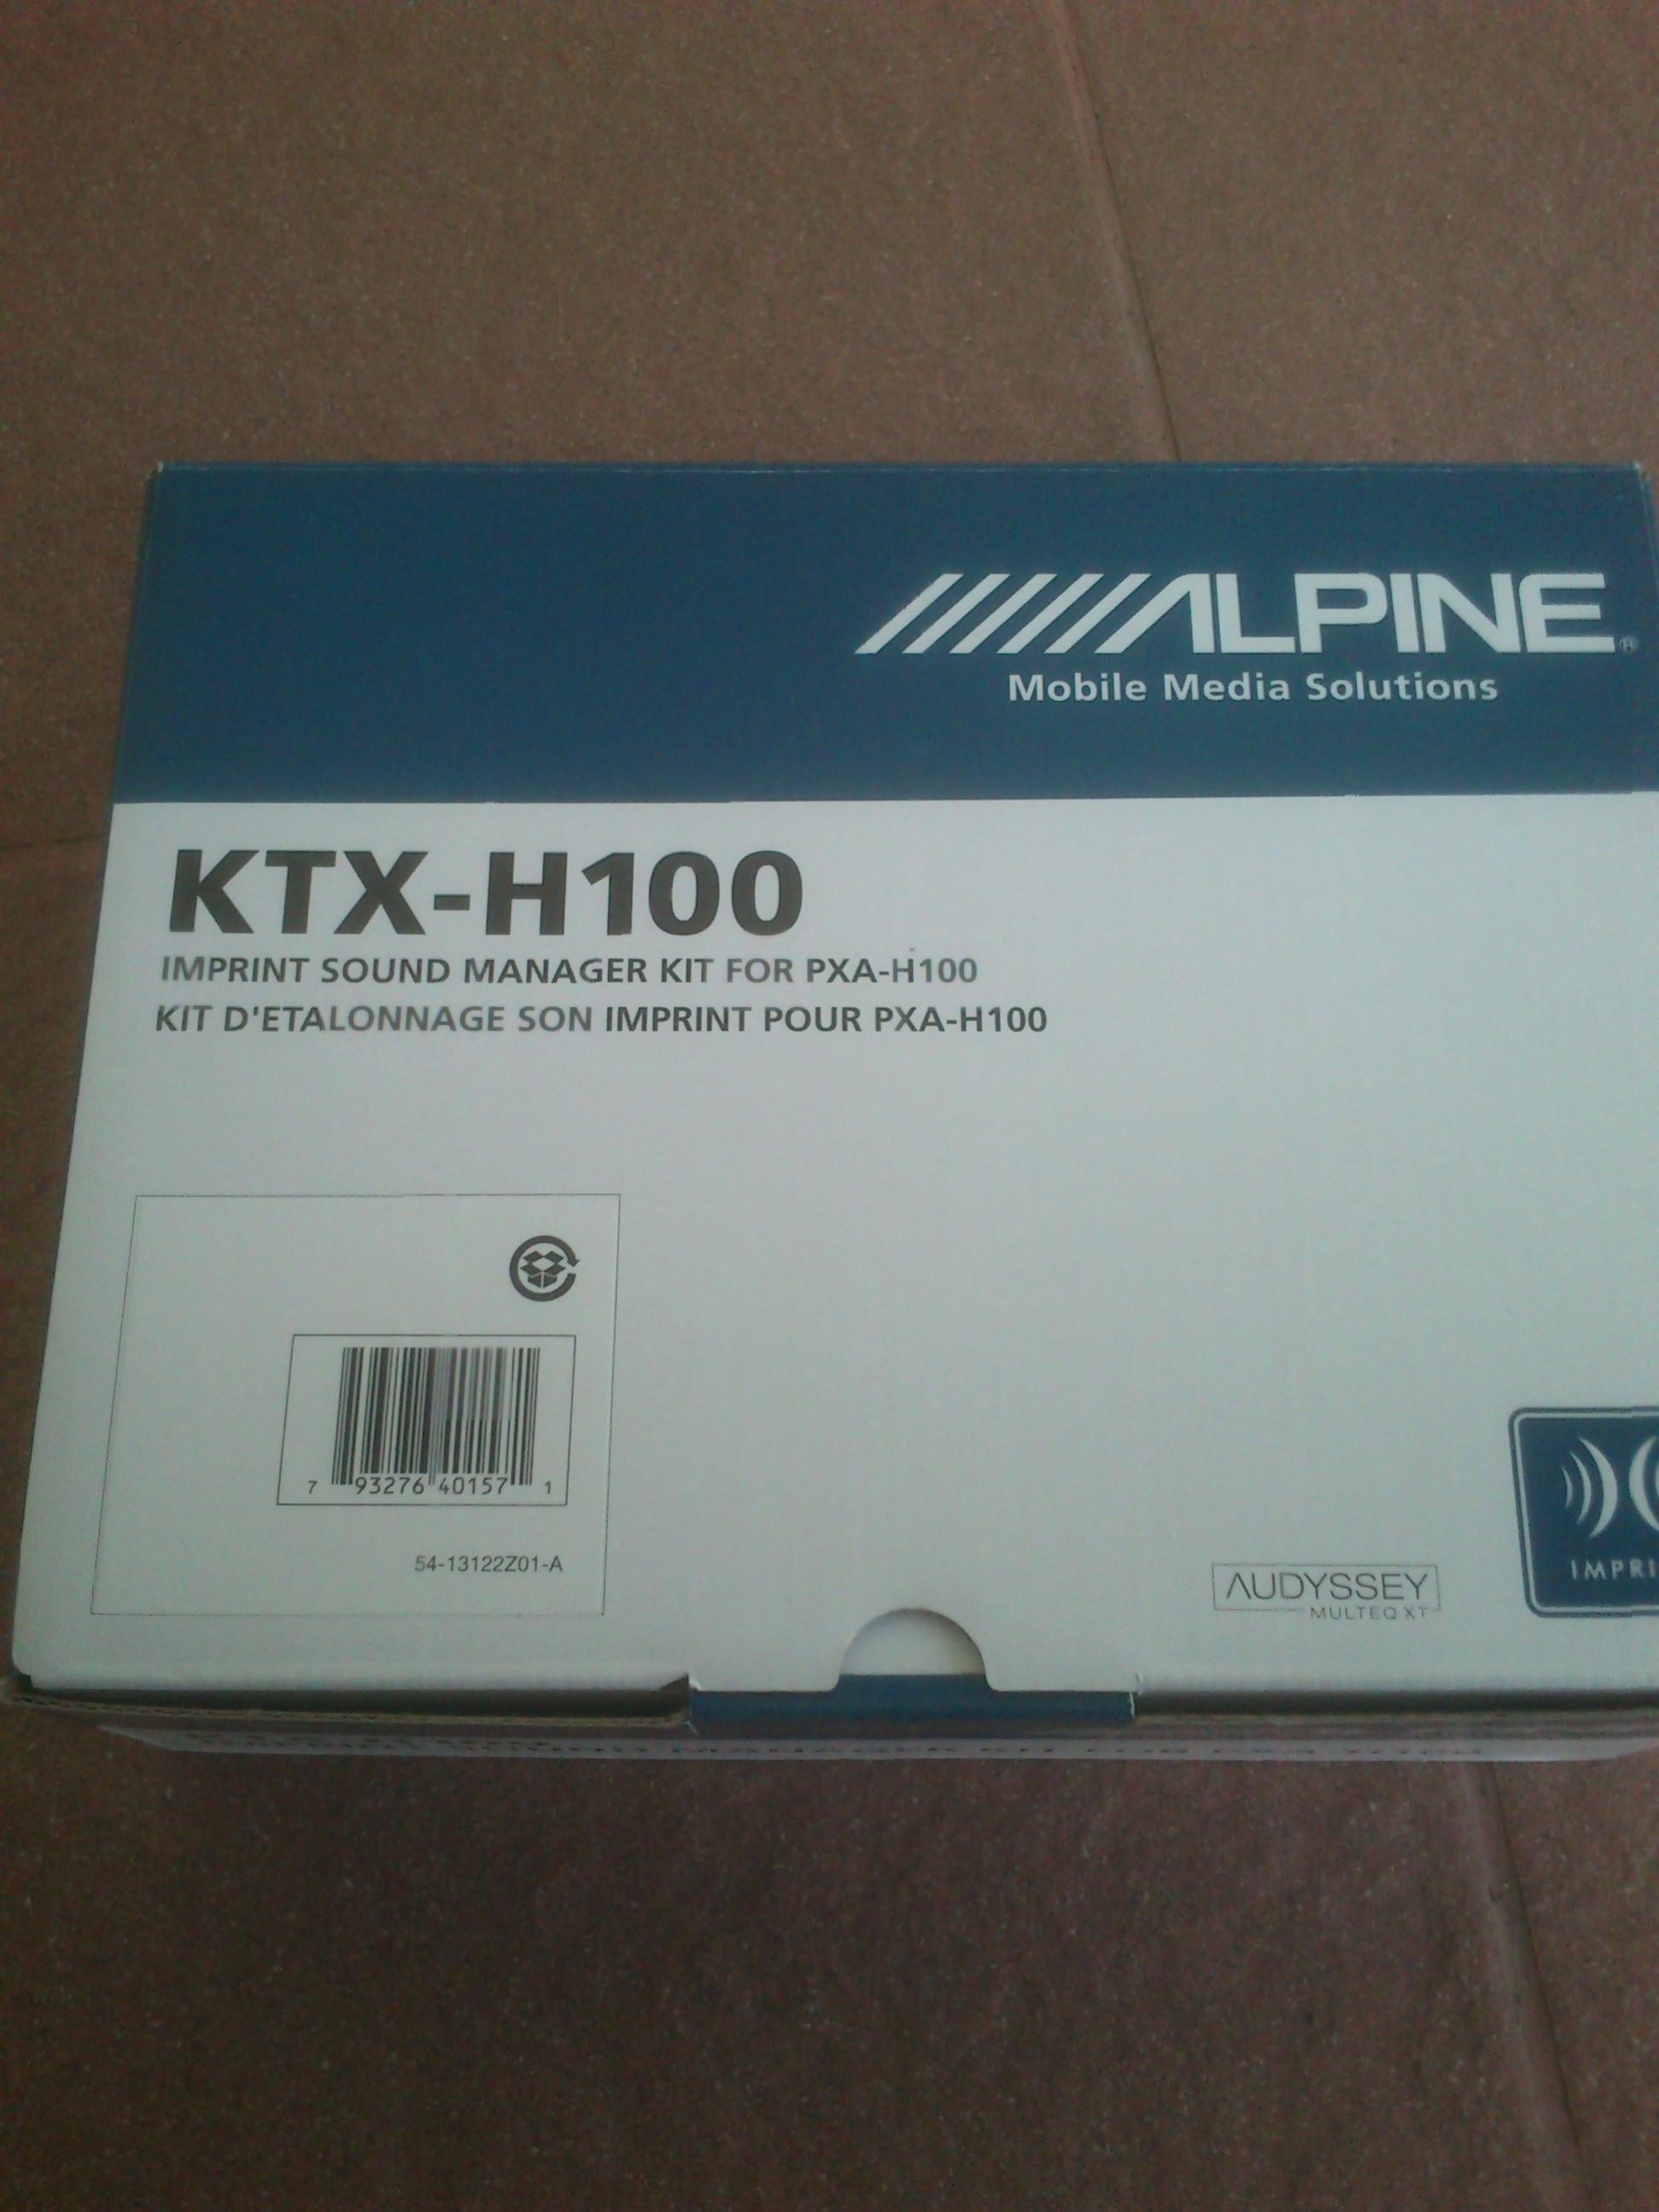 ALPINE®
Mobile Media Solutions
KTX-H100
IMPRINT SOUND MANAGER KIT FOR PXA-H100
KIT D'ETALONNAGE SON IMPRINT POUR PXA-H100
7 93276 40157 1
54-13122Z01-A
AUDYSSEY
MULTEQ XT
IMPRI